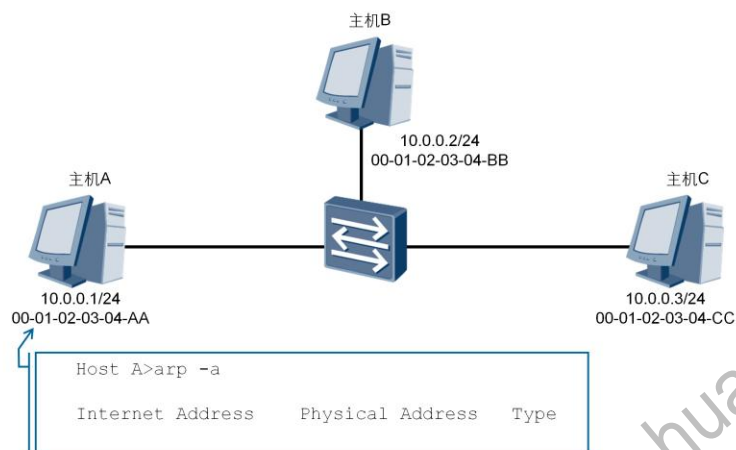 主机B
10.0.0.2/24
00-01-02-03-04-BB
主机A
主机C
10.0.0.1/24
00-01-02-03-04-AA
10.0.0.3/24
00-01-02-03-04-CC
Host A>arp -a
Internet Address Physical Address Type
hua